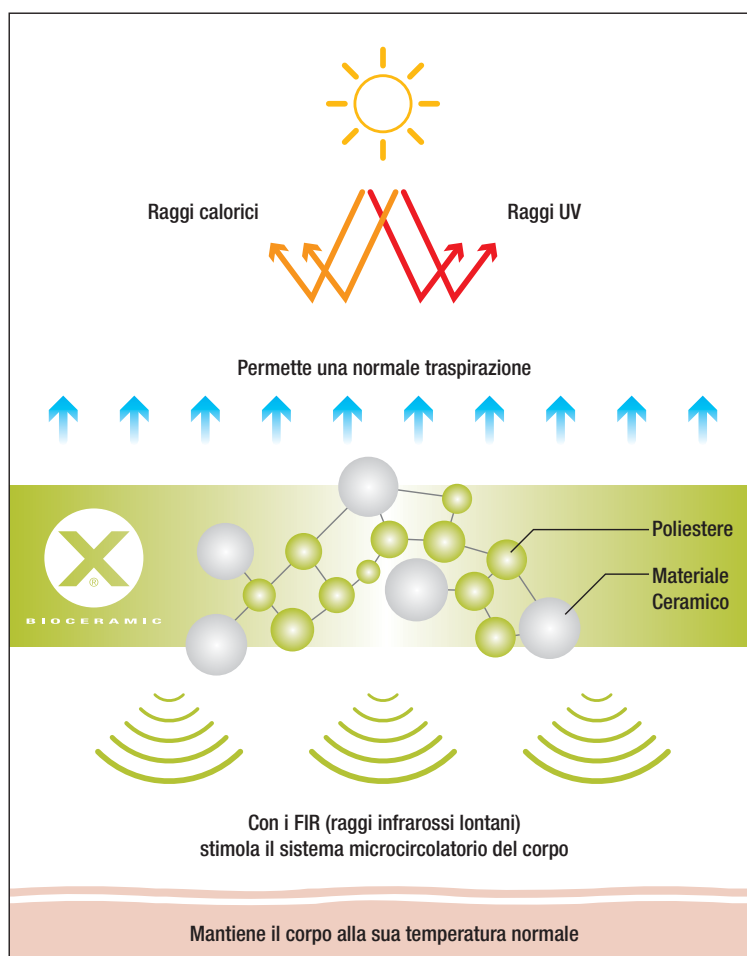 Raggi calorici
Raggi UV
Permette una normale traspirazione
X
®
BIOCERAMIC
Poliestere
Materiale
Ceramico
Con i FIR (raggi infrarossi lontani)
stimola il sistema microcircolatorio del corpo
Mantiene il corpo alla sua temperatura normale